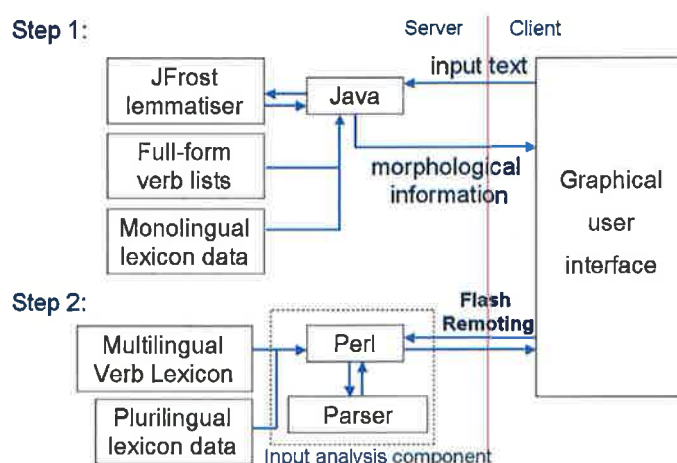 Step 1:
Server
Client
JFrost
lemmatiser
Java
input text
Full-form
verb lists
morphological
information
Monolingual
lexicon data
Graphical
user
interface
Step 2:
Flash
Remoting
Multilingual
Verb Lexicon
Perl
Plurilingual
lexicon data
Parser
Input analysis component